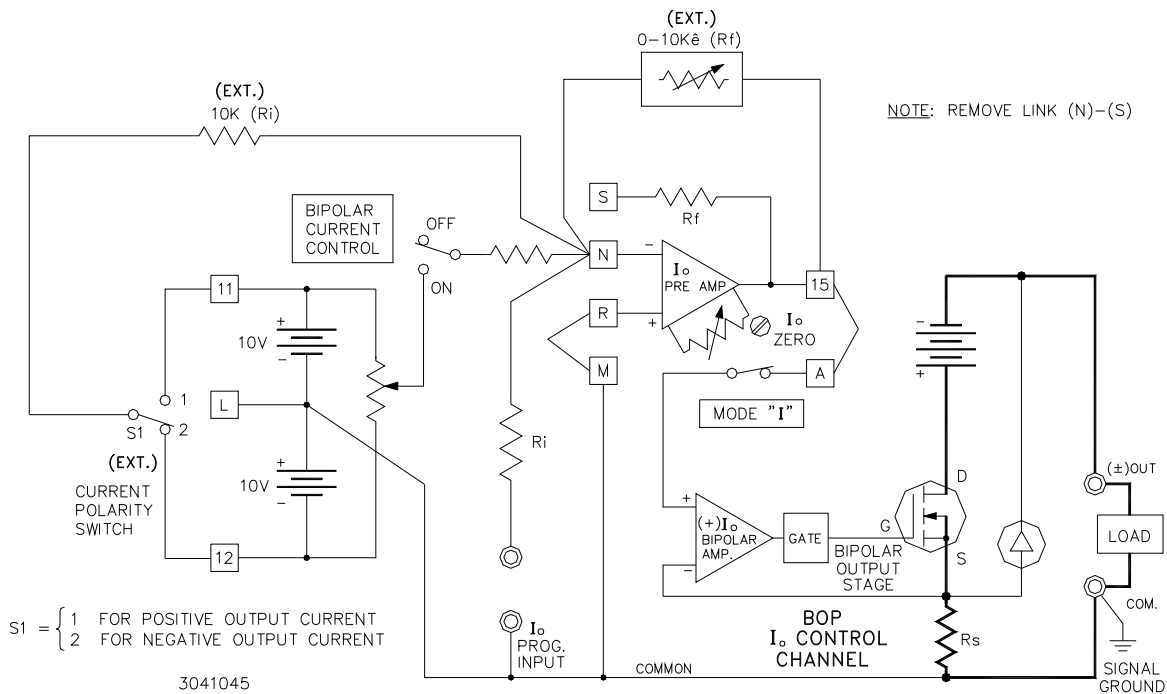 (EXT.)
0-10Kê (Rf)
(EXT.)
10K (Ri)
NOTE: REMOVE LINK (N)-(S)
BIPOLAR
CURRENT
CONTROL
OFF
ON
S
Rf
N
-
Io
PRE AMP
15
R
+
Io
ZERO
M
A
MODE "I"
11
+
10V
-
1
L
S1
2
(EXT.)
CURRENT
POLARITY
SWITCH
+
10V
-
12
Ri
-
+
D
(±)OUT
+
(+)Io
BIPOLAR
AMP.
-
GATE
G
BIPOLAR
OUTPUT
STAGE
S
LOAD
COM.
S1 = { 1 FOR POSITIVE OUTPUT CURRENT
2 FOR NEGATIVE OUTPUT CURRENT
Io
PROG.
INPUT
BOP
Io CONTROL
CHANNEL
Rs
COMMON
SIGNAL
GROUND
3041045